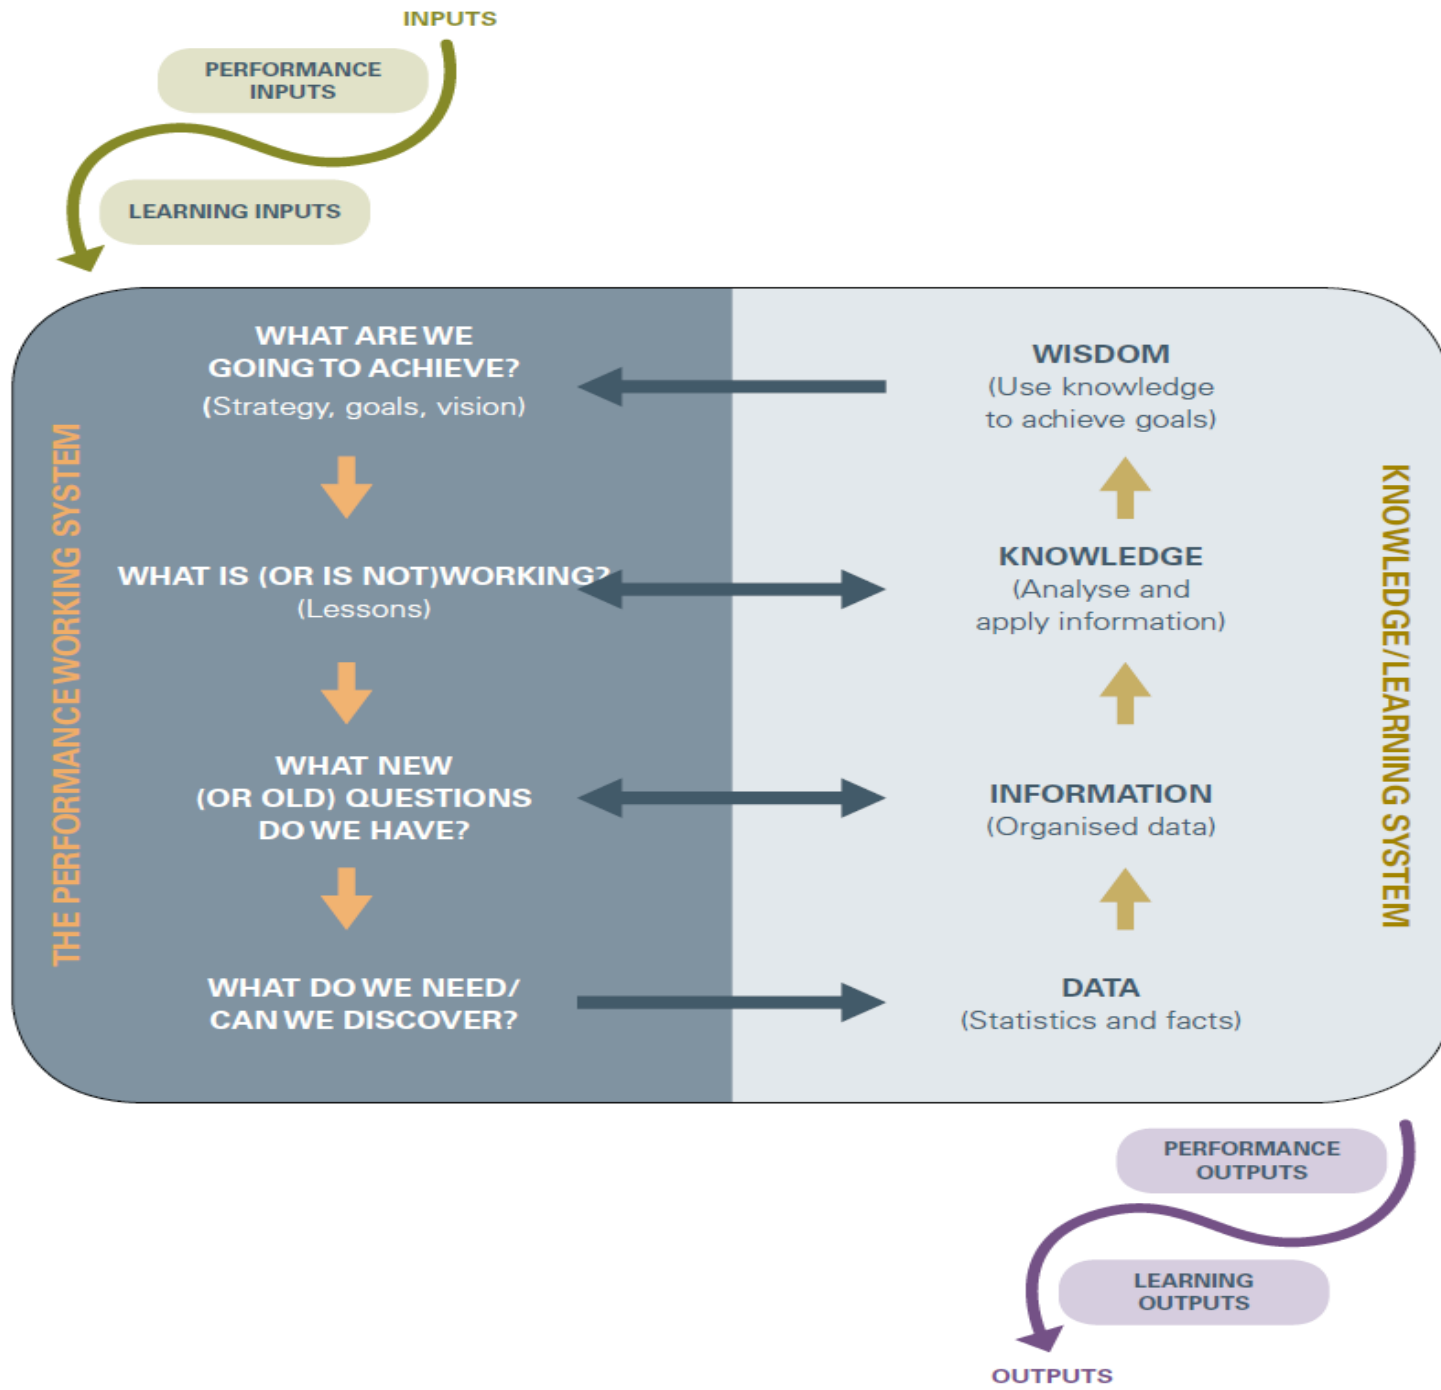 INPUTS
PERFORMANCE
INPUTS
LEARNING INPUTS
THE PERFORMANCE WORKING SYSTEM
WHAT ARE WE
GOING TO ACHIEVE?
(Strategy, goals, vision)
WHAT IS (OR IS NOT)WORKING?
(Lessons)
WHAT NEW
(OR OLD) QUESTIONS
DO WE HAVE?
WHAT DO WE NEED/
CAN WE DISCOVER?
WISDOM
(Use knowledge
to achieve goals)
KNOWLEDGE
(Analyse and
apply information)
INFORMATION
(Organised data)
DATA
(Statistics and facts)
KNOWLEDGE/LEARNING SYSTEM
PERFORMANCE
OUTPUTS
LEARNING
OUTPUTS
OUTPUTS